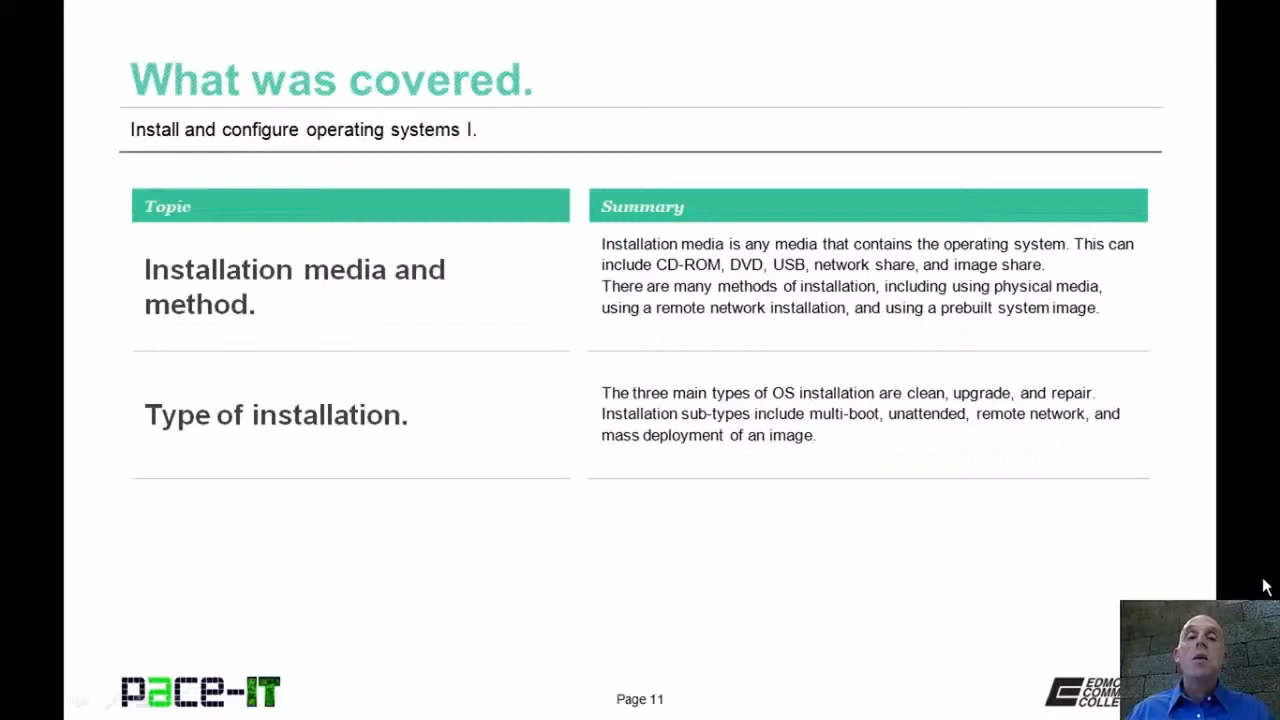 What was covered.
Install and configure operating systems I.
Topic
Summary
Installation media and
method.
Installation media is any media that contains the operating system. This can
include CD-ROM, DVD, USB, network share, and image share.
There are many methods of installation, including using physical media,
using a remote network installation, and using a prebuilt system image.
Type of installation.
The three main types of OS installation are clean, upgrade, and repair.
Installation sub-types include multi-boot, unattended, remote network, and
mass deployment of an image.
pace-IT
Page 11